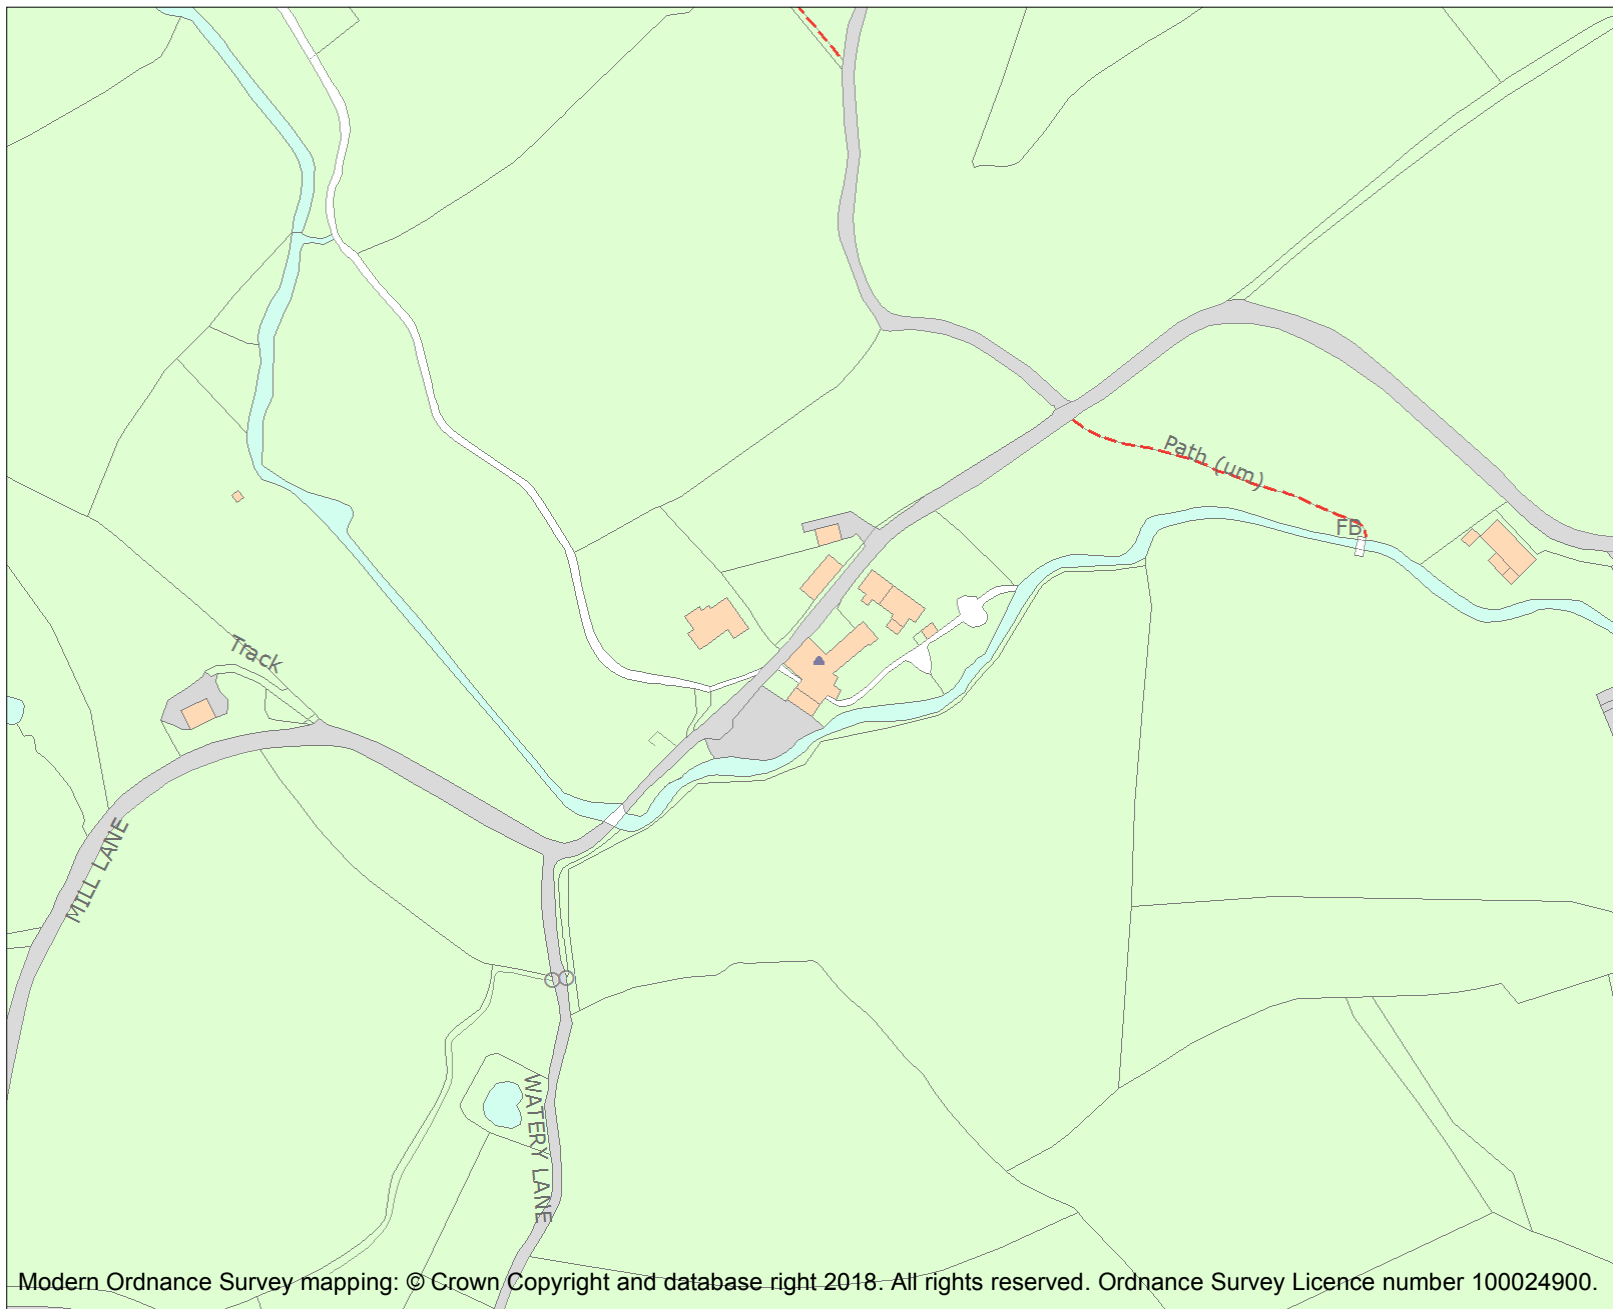 Path (um)
FB
Track
MILL LANE
WATERY LANE
Modern Ordnance Survey mapping: © Crown Copyright and database right 2018. All rights reserved. Ordnance Survey Licence number 100024900.